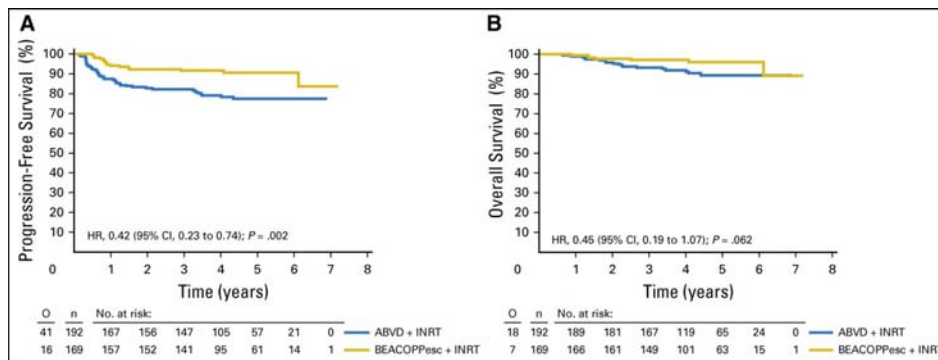 A
Progression-Free Survival (%)
100
90
80
70
60
50
40
30
20
10
HR, 0.42 (95% CI, 0.23 to 0.74); P = .002
0 1 2 3 4 5 6 7 8
Time (years)
O n No. at risk:
41 192 167 156 147 105 57 21 0 ABVD + INRT
16 169 157 152 141 95 61 14 1 BEACOPPesc + INRT
B
Overall Survival (%)
100
90
80
70
60
50
40
30
20
10
HR, 0.45 (95% CI, 0.19 to 1.07); P = .062
0 1 2 3 4 5 6 7 8
Time (years)
O n No. at risk:
18 192 189 181 167 119 65 24 0 ABVD + INRT
7 169 166 161 149 101 63 15 1 BEACOPPesc + INRT